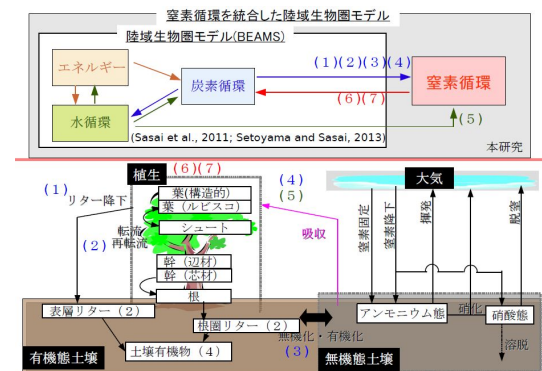 窒素循環を統合した陸域生物圏モデル
陸域生物圏モデル(BEAMS)
エネルギー
水循環
炭素循環
(1)(2)(3)(4)
(6)(7)
窒素循環
(5)
(Sasai et al., 2011; Setoyama and Sasai, 2013)
本研究
植生
(6)(7)
(1)
リター降下
葉(構造的)
葉(ルビスコ)
シュート
(2)
転流
再転流
幹(辺材)
幹(芯材)
根
(4)
(5)
吸収
大気
窒素固定
窒素降下
揮発
脱窒
表層リター(2)
根圏リター(2)
土壌有機物(4)
有機態土壌
無機化・有機化
(3)
アンモニウム態
硝化
硝酸態
溶脱
無機態土壌